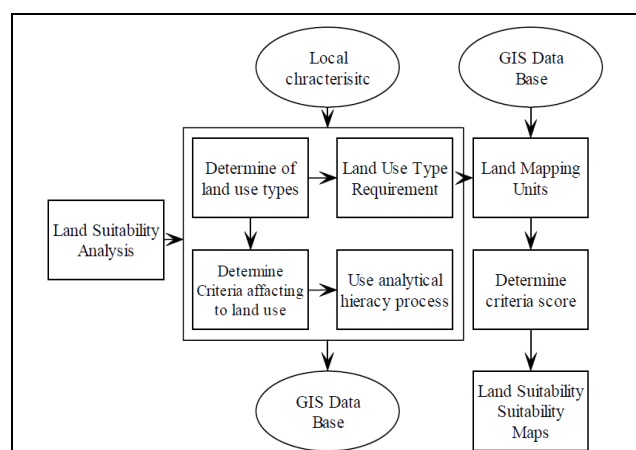 Local
chracterisitc
GIS Data
Base
Determine of
land use types
Land Use Type
Requirement
Land Mapping
Units
Land Suitability
Analysis
Determine
Criteria affacting
to land use
Use analytical
hieracy process
Determine
criteria score
GIS Data
Base
Land Suitability
Suitability
Maps